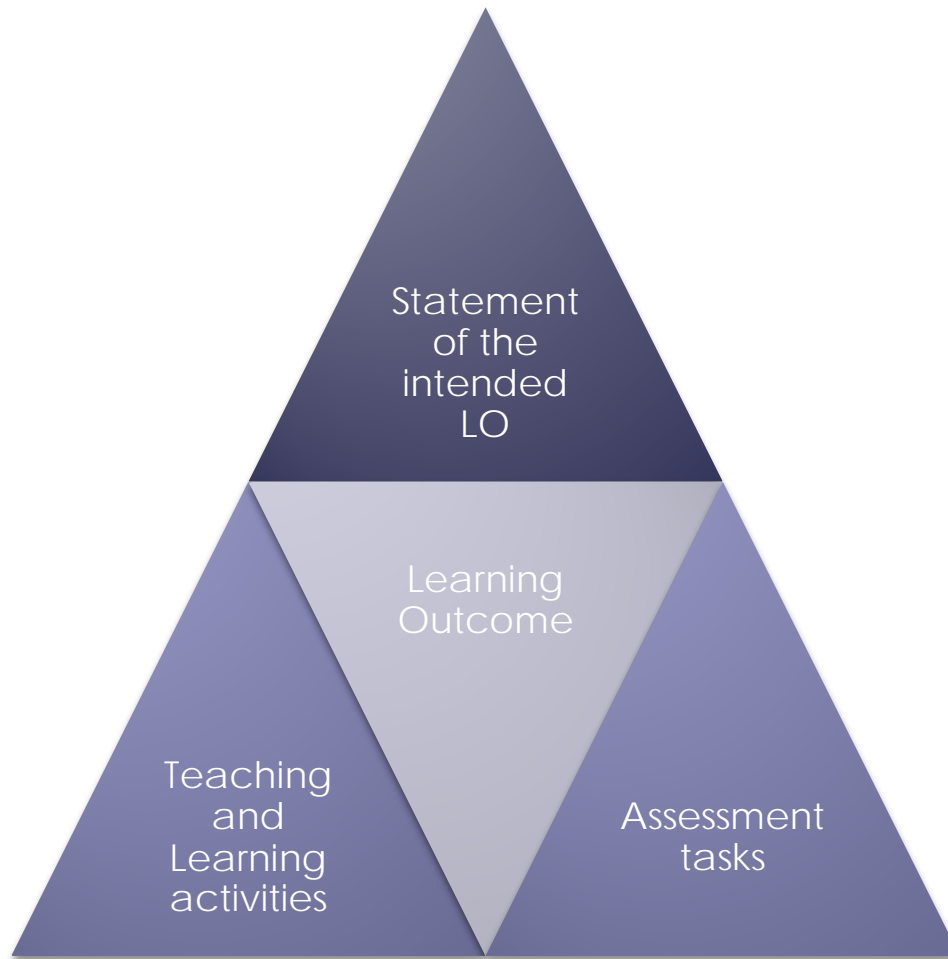 Statement
of the
intended
LO
Learning
Outcome
Teaching
and
Learning
activities
Assessment
tasks